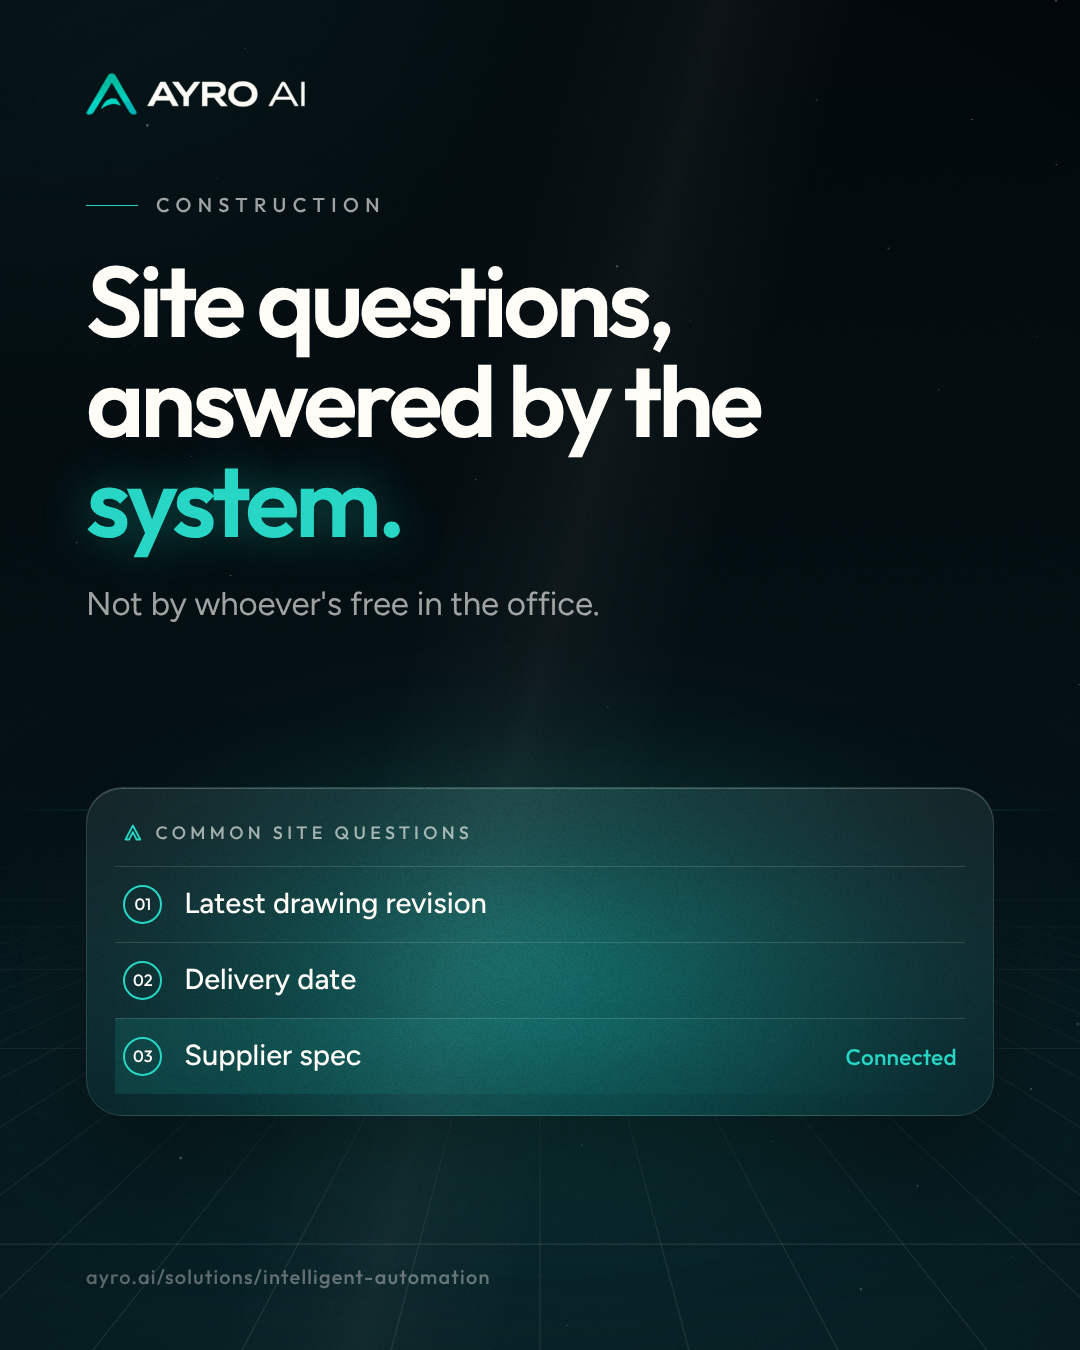 AYRO AI
CONSTRUCTION
Site questions,
answered by the
system.
Not by whoever's free in the office.
COMMON SITE QUESTIONS
01 Latest drawing revision
02 Delivery date
03 Supplier spec Connected
ayro.ai/solutions/intelligent-automation